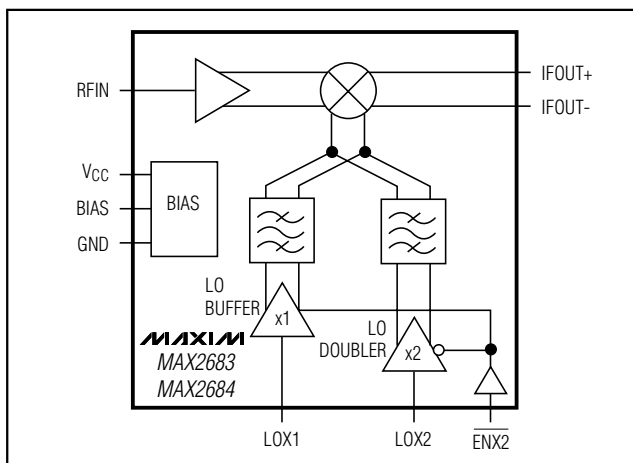 RFIN
IFOUT+
IFOUT-
VCC
BIAS
GND
BIAS
LO
BUFFER
x1
LO
DOUBLER
x2
MAXIM
MAX2683
MAX2684
LOX1
LOX2
ENX2